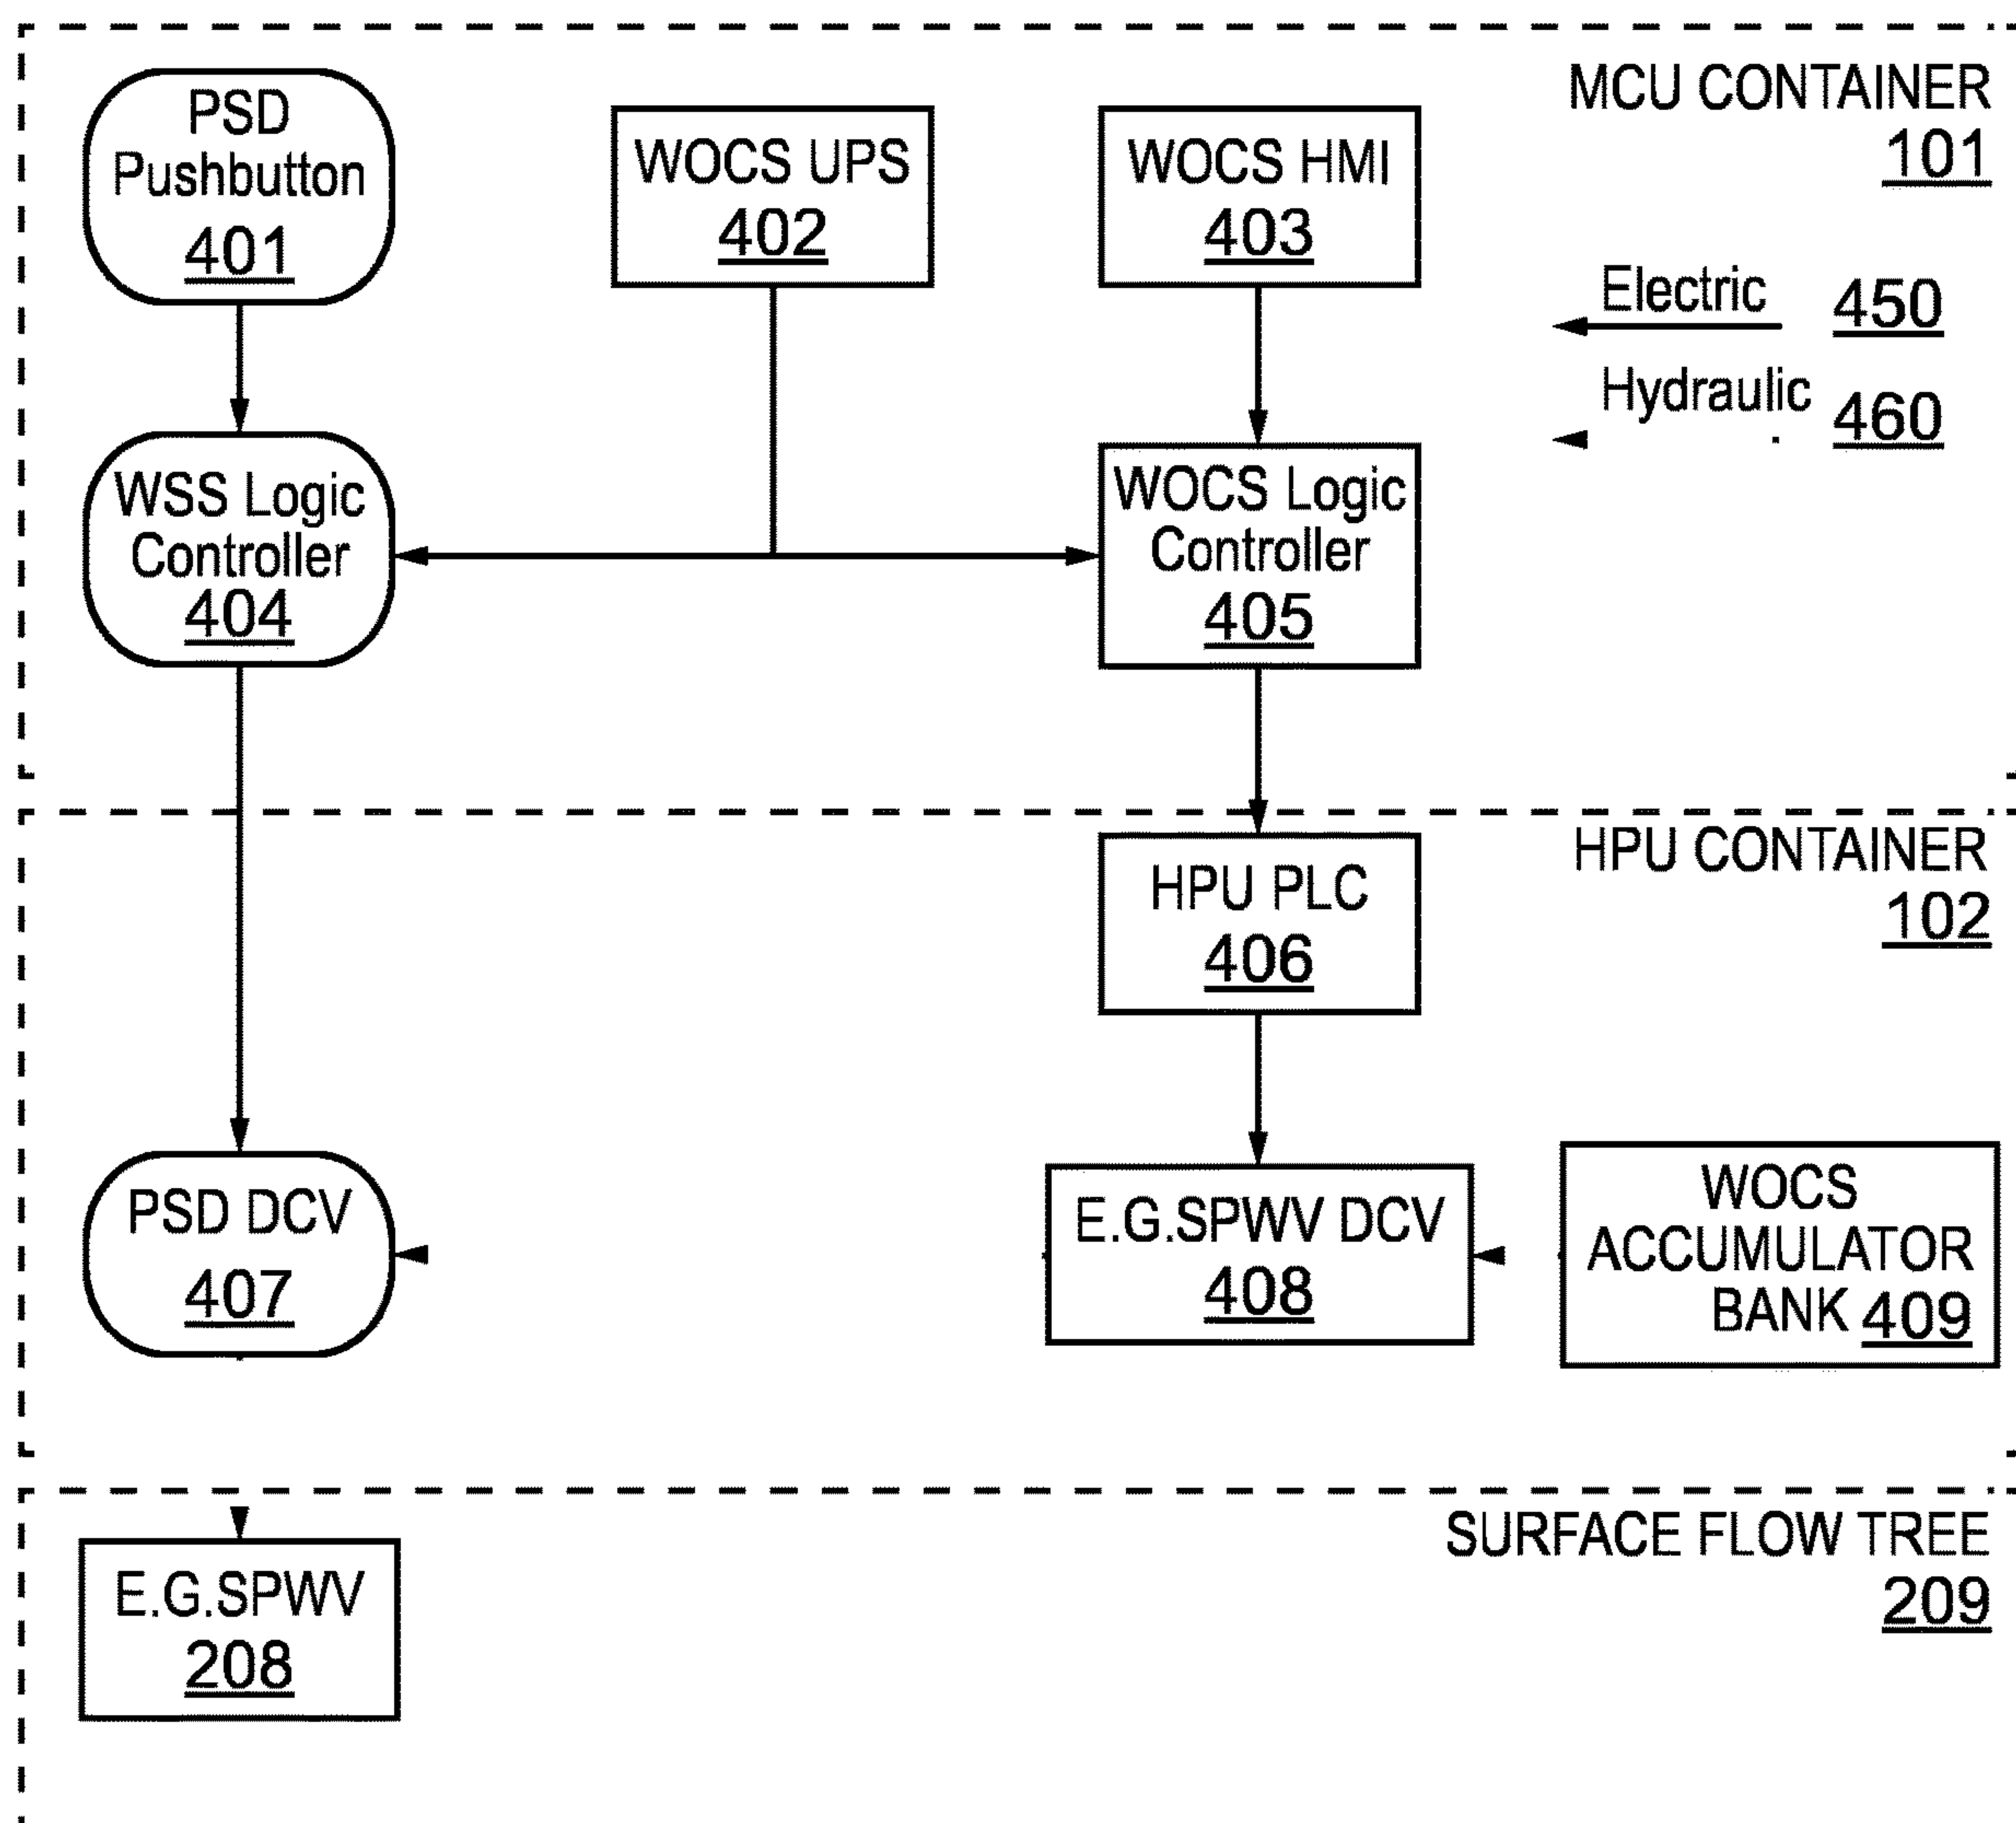 MCU CONTAINER
101
PSD
Pushbutton
401
WOCS UPS
402
WOCS HMI
403
Electric 450
Hydraulic 460
WSS Logic
Controller
404
WOCS Logic
Controller
405
HPU CONTAINER
102
HPU PLC
406
PSD DCV
407
E.G.SPWV DCV
408
WOCS
ACCUMULATOR
BANK 409
SURFACE FLOW TREE
209
E.G.SPWV
208